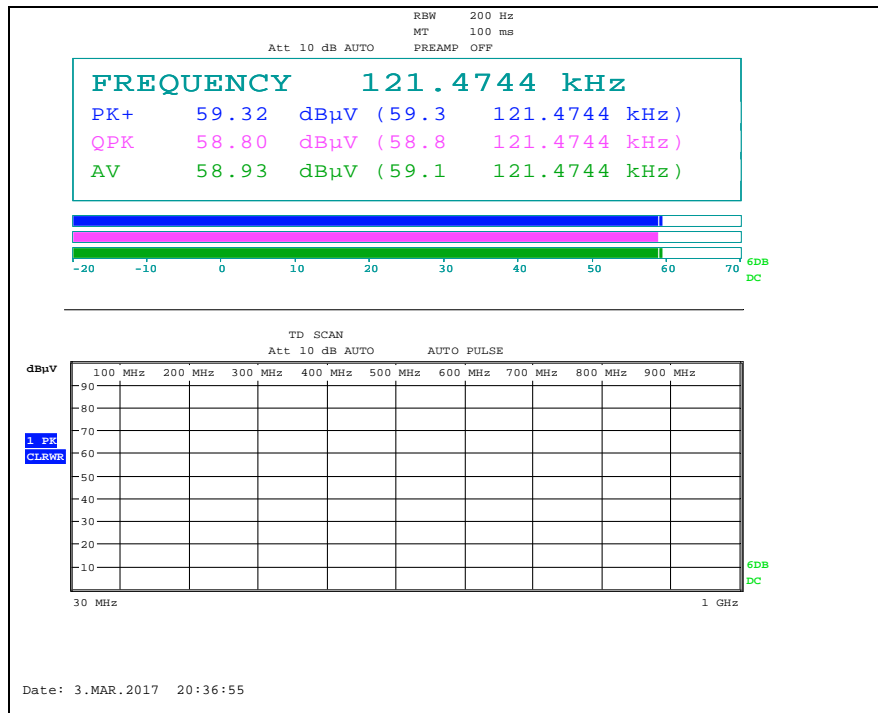 RBW 200 Hz
MT 100 ms
Att 10 dB AUTO PREAMP OFF
FREQUENCY 121.4744 kHz
PK+ 59.32 dBµV (59.3 121.4744 kHz)
QPK 58.80 dBµV (58.8 121.4744 kHz)
AV 58.93 dBµV (59.1 121.4744 kHz)
-20 -10 0 10 20 30 40 50 60 70
6DB
DC
TD SCAN
Att 10 dB AUTO AUTO PULSE
dBµV
100 MHz 200 MHz 300 MHz 400 MHz 500 MHz 600 MHz 700 MHz 800 MHz 900 MHz
90
80
70
1 PK
CLRWR
60
50
40
30
20
10
6DB
DC
30 MHz 1 GHz
Date: 3.MAR.2017 20:36:55